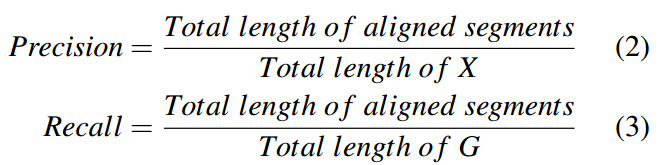 Precision = Total length of aligned segments / Total length of X (2)
Recall = Total length of aligned segments / Total length of G (3)